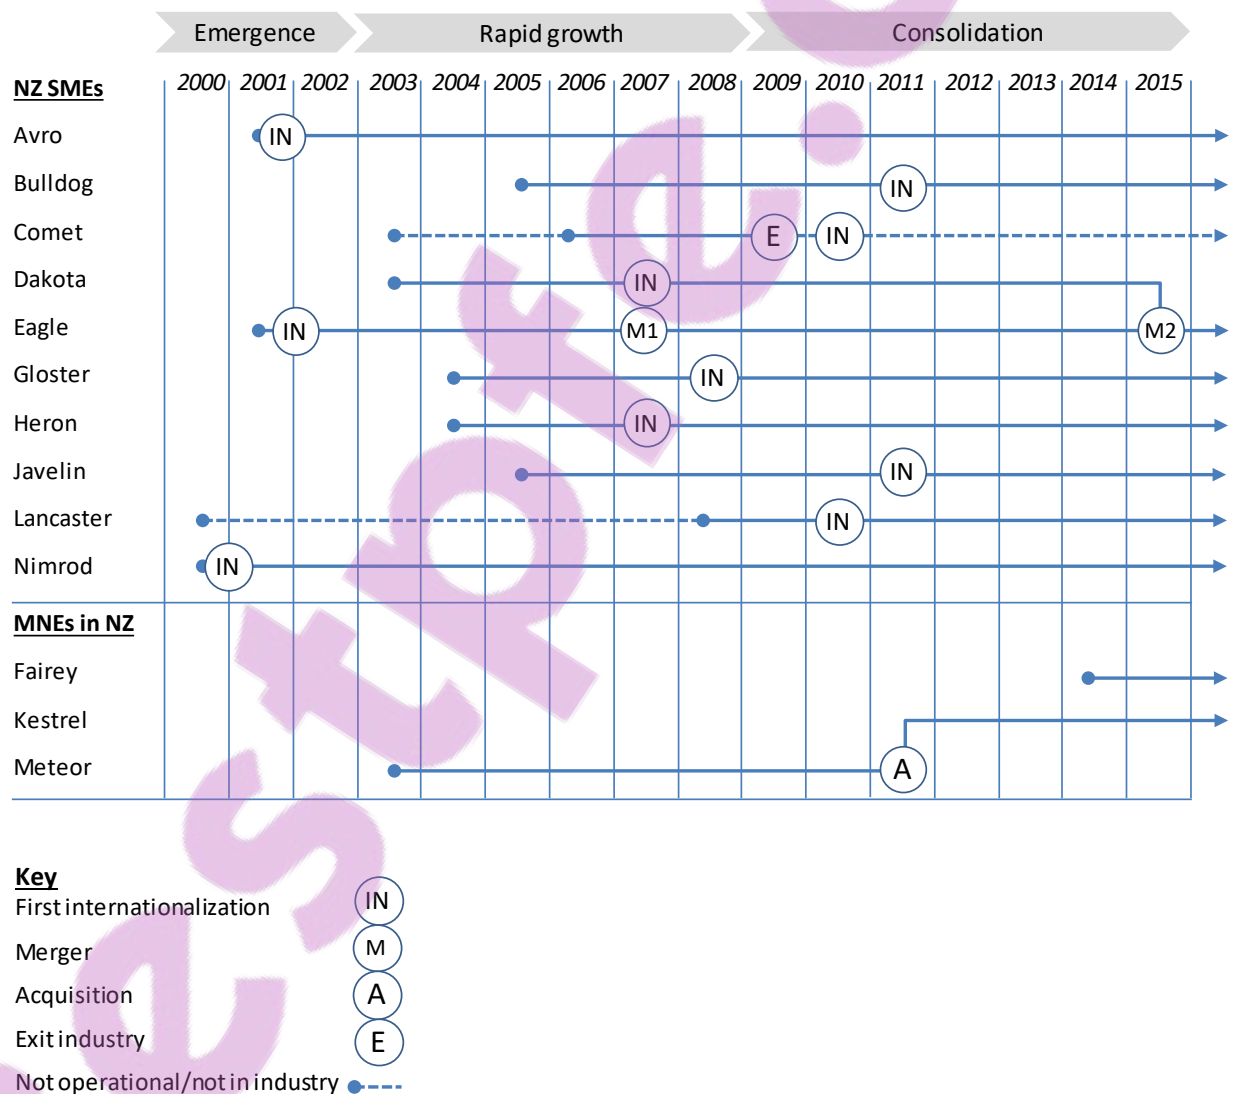 Emergence Rapid growth Consolidation
NZ SMEs 2000 2001 2002 2003 2004 2005 2006 2007 2008 2009 2010 2011 2012 2013 2014 2015
Avro IN
Bulldog IN
Comet E IN
Dakota IN
Eagle IN M1 M2
Gloster IN
Heron IN
Javelin IN
Lancaster IN
Nimrod IN
MNEs in NZ
Fairey
Kestrel
Meteor A
Key
First internationalization IN
Merger M
Acquisition A
Exit industry E
Not operational/not in industry